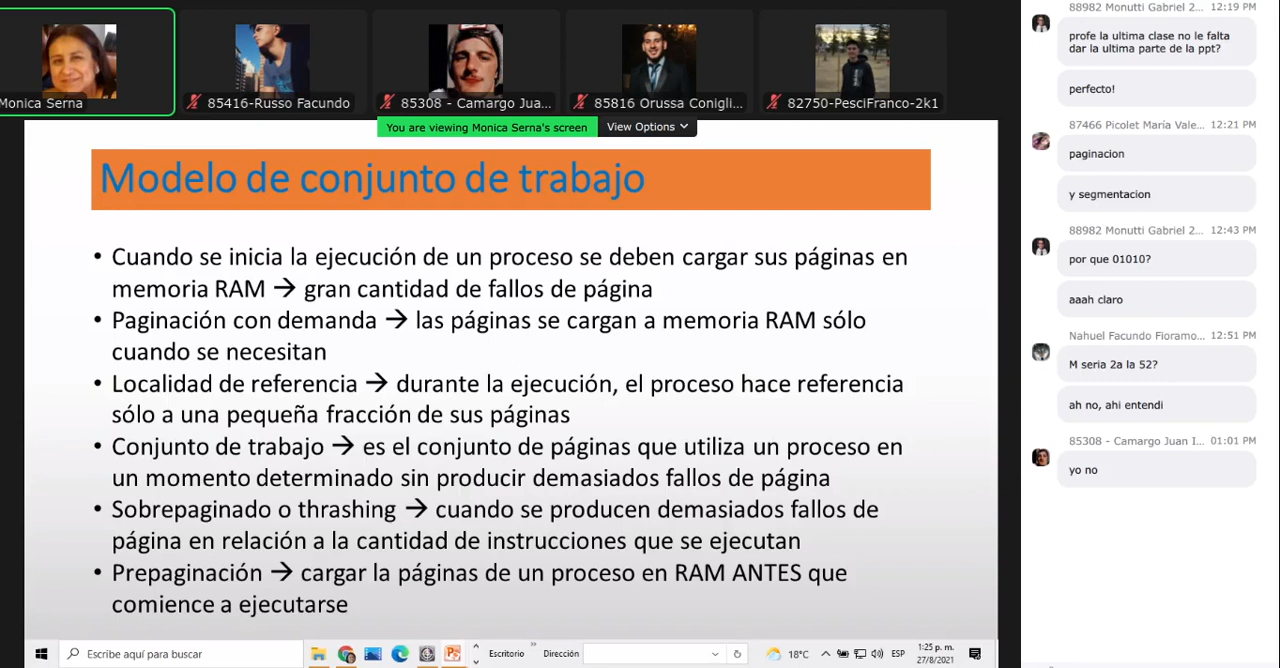 Monica Serna
85416-Russo Facundo
85308 - Camargo Jua...
85816 Orussa Conigli...
82750-PesciFranco-2k1
You are viewing Monica Serna's screen
View Options
Modelo de conjunto de trabajo
• Cuando se inicia la ejecución de un proceso se deben cargar sus páginas en
memoria RAM → gran cantidad de fallos de página
• Paginación con demanda → las páginas se cargan a memoria RAM sólo
cuando se necesitan
• Localidad de referencia → durante la ejecución, el proceso hace referencia
sólo a una pequeña fracción de sus páginas
• Conjunto de trabajo → es el conjunto de páginas que utiliza un proceso en
un momento determinado sin producir demasiados fallos de página
• Sobrepaginado o thrashing → cuando se producen demasiados fallos de
página en relación a la cantidad de instrucciones que se ejecutan
• Prepaginación → cargar la páginas de un proceso en RAM ANTES que
comience a ejecutarse
Escribe aquí para buscar
Escritorio
Dirección
18°C
ESP
1:25 p. m.
27/8/2021
88982 Monutti Gabriel 2... 12:19 PM
profe la ultima clase no le falta
dar la ultima parte de la ppt?
perfecto!
87466 Picolet María Vale... 12:21 PM
paginacion
y segmentacion
88982 Monutti Gabriel 2... 12:43 PM
por que 01010?
aaah claro
Nahuel Facundo Fioramo... 12:51 PM
M seria 2a la 52?
ah no, ahi entendi
85308 - Camargo Juan I... 01:01 PM
yo no